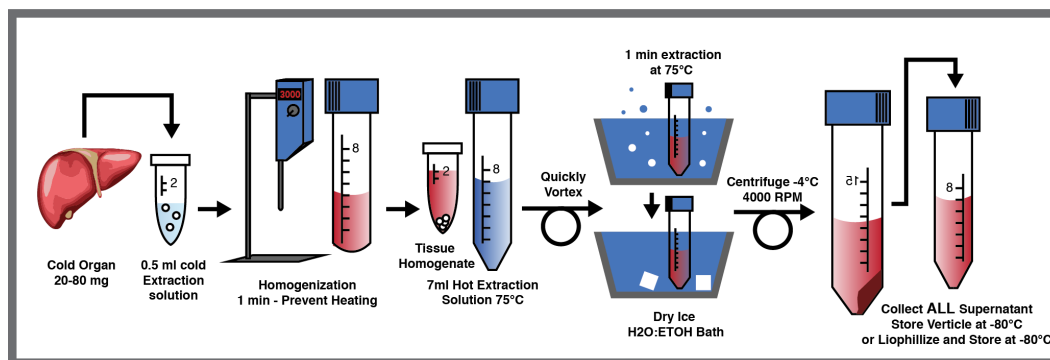 Cold Organ
20-80 mg
2
0.5 ml cold
Extraction
solution
3000
8
Homogenization
1 min - Prevent Heating
2
Tissue
Homogenate
8
7ml Hot Extraction
Solution 75°C
Quickly
Vortex
1 min extraction
at 75°C
Dry Ice
H2O:ETOH Bath
Centrifuge -4°C
4000 RPM
15
8
Collect ALL Supernatant
Store Verticle at -80°C
or Liophillize and Store at -80°C